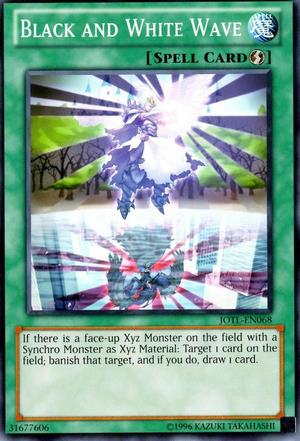 BLACK AND WHITE WAVE
魔
[SPELL CARD]
JOTL-EN068
If there is a face-up Xyz Monster on the field with a
Synchro Monster as Xyz Material: Target 1 card on the
field; banish that target, and if you do, draw 1 card.
31677606
©1996 KAZUKI TAKAHASHI